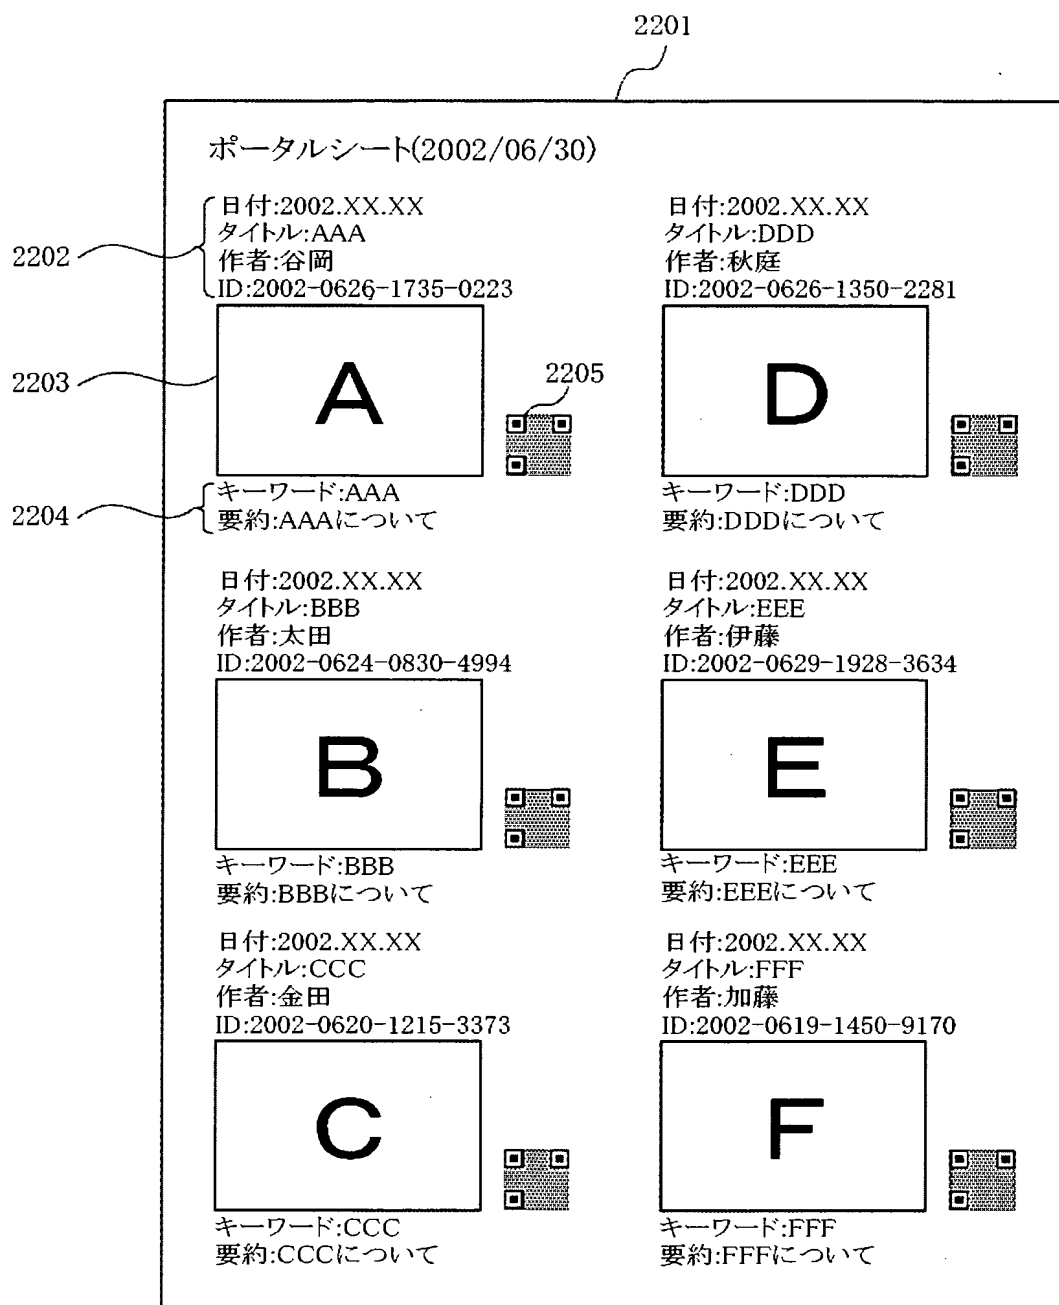 2201
ポータルシート(2002/06/30)
2202
日付:2002.XX.XX
タイトル:AAA
作者:谷岡
ID:2002-0626-1735-0223
2203
A
2205
2204
キーワード:AAA
要約:AAAについて
日付:2002.XX.XX
タイトル:DDD
作者:秋庭
ID:2002-0626-1350-2281
D
キーワード:DDD
要約:DDDについて
日付:2002.XX.XX
タイトル:BBB
作者:太田
ID:2002-0624-0830-4994
B
キーワード:BBB
要約:BBBについて
日付:2002.XX.XX
タイトル:EEE
作者:伊藤
ID:2002-0629-1928-3634
E
キーワード:EEE
要約:EEEについて
日付:2002.XX.XX
タイトル:CCC
作者:金田
ID:2002-0620-1215-3373
C
キーワード:CCC
要約:CCCについて
日付:2002.XX.XX
タイトル:FFF
作者:加藤
ID:2002-0619-1450-9170
F
キーワード:FFF
要約:FFFについて